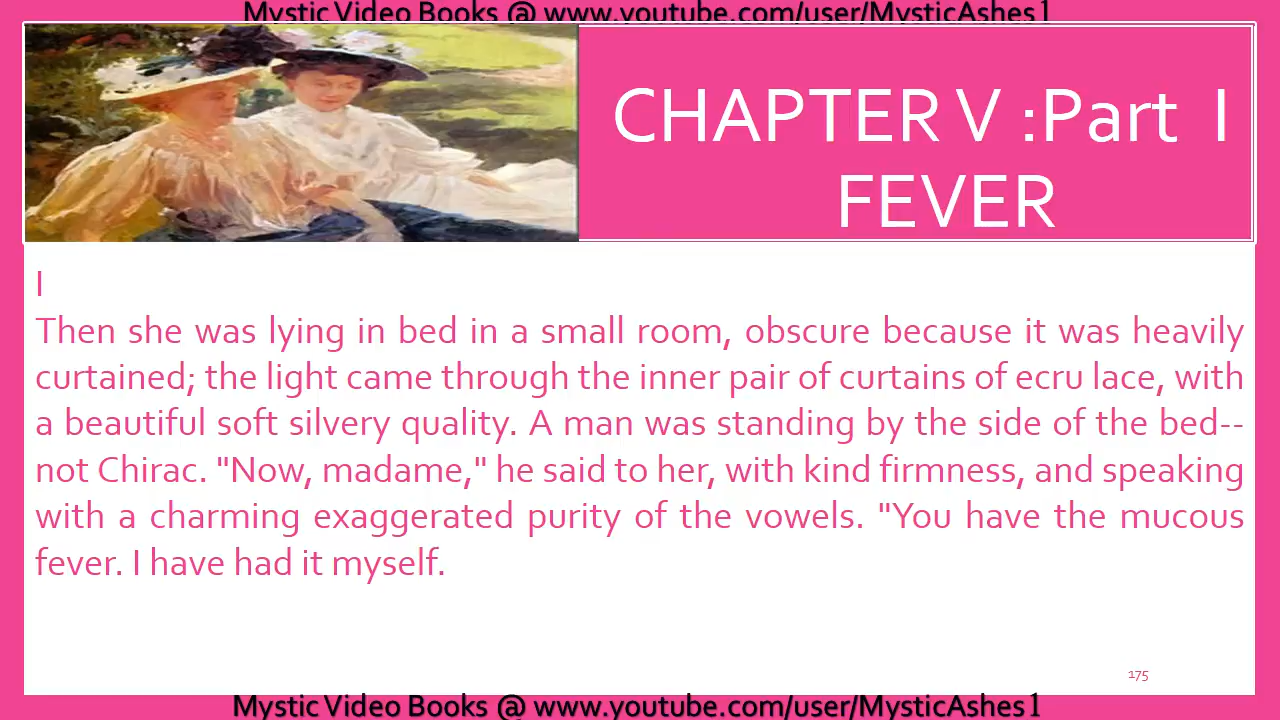 Mystic Video Books @ www.youtube.com/user/MysticAshes1
CHAPTER V :Part I
FEVER
I
Then she was lying in bed in a small room, obscure because it was heavily
curtained; the light came through the inner pair of curtains of ecru lace, with
a beautiful soft silvery quality. A man was standing by the side of the bed--
not Chirac. "Now, madame," he said to her, with kind firmness, and speaking
with a charming exaggerated purity of the vowels. "You have the mucous
fever. I have had it myself.
175
Mystic Video Books @ www.youtube.com/user/MysticAshes1